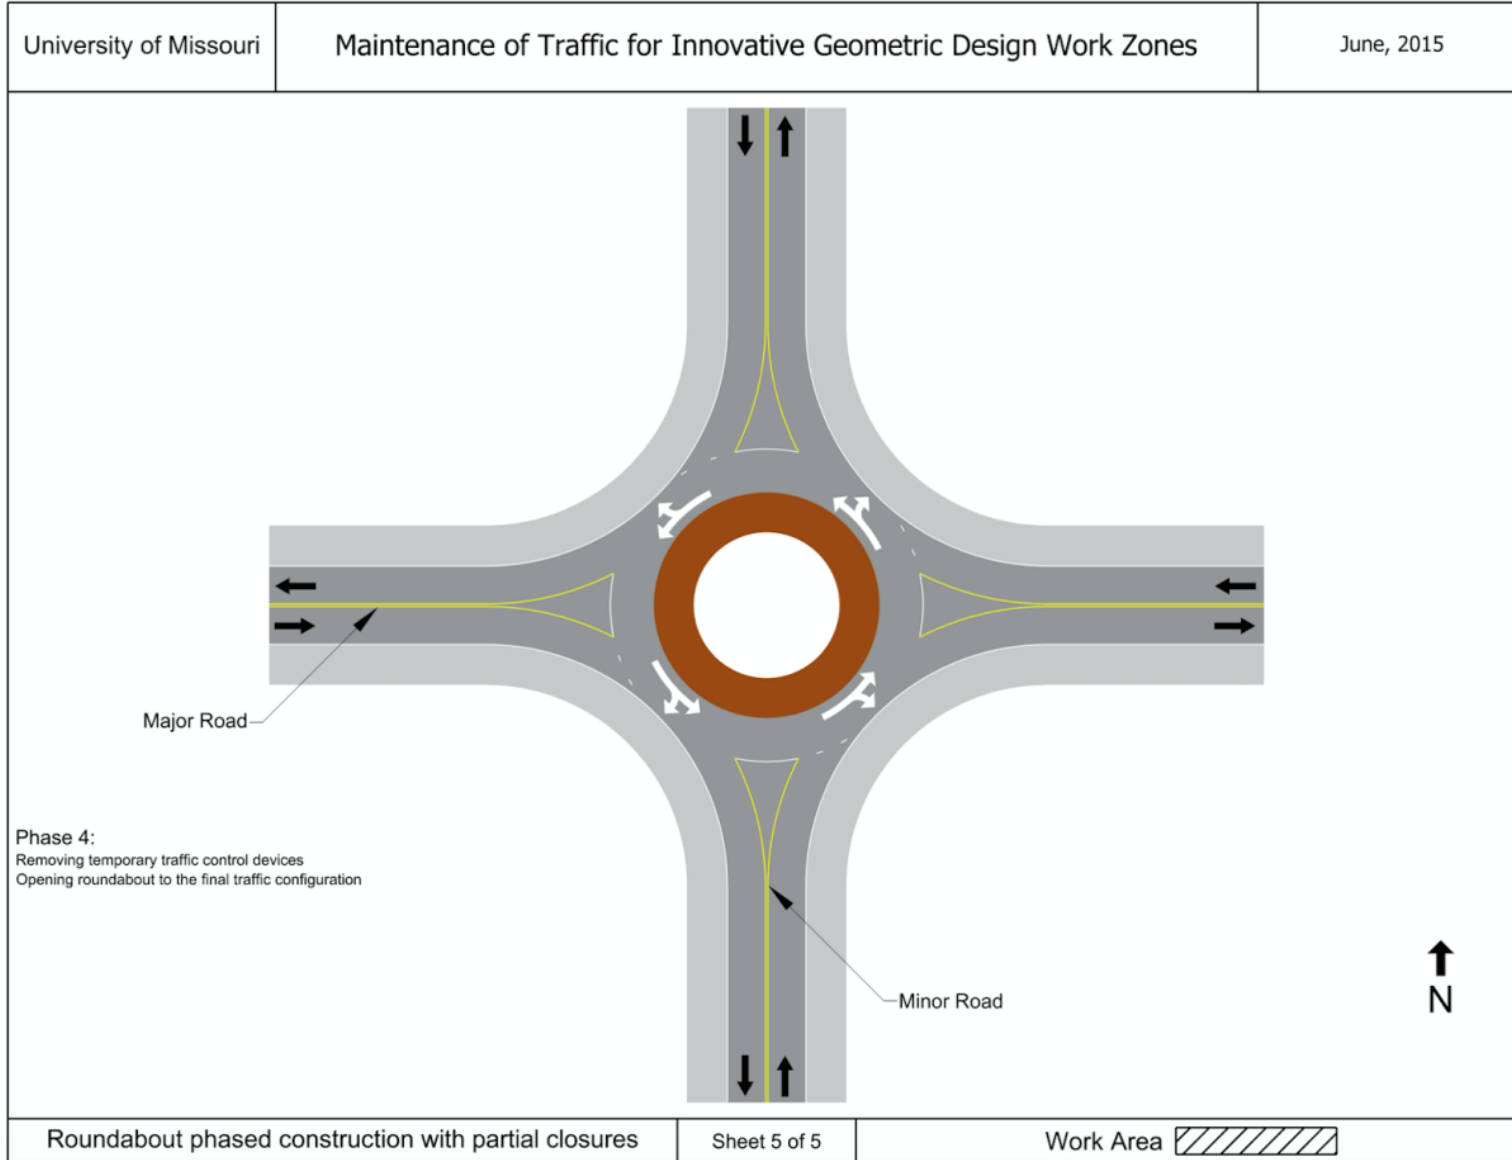 University of Missouri
Maintenance of Traffic for Innovative Geometric Design Work Zones
June, 2015
Major Road
Phase 4:
Removing temporary traffic control devices
Opening roundabout to the final traffic configuration
Minor Road
N
Roundabout phased construction with partial closures
Sheet 5 of 5
Work Area